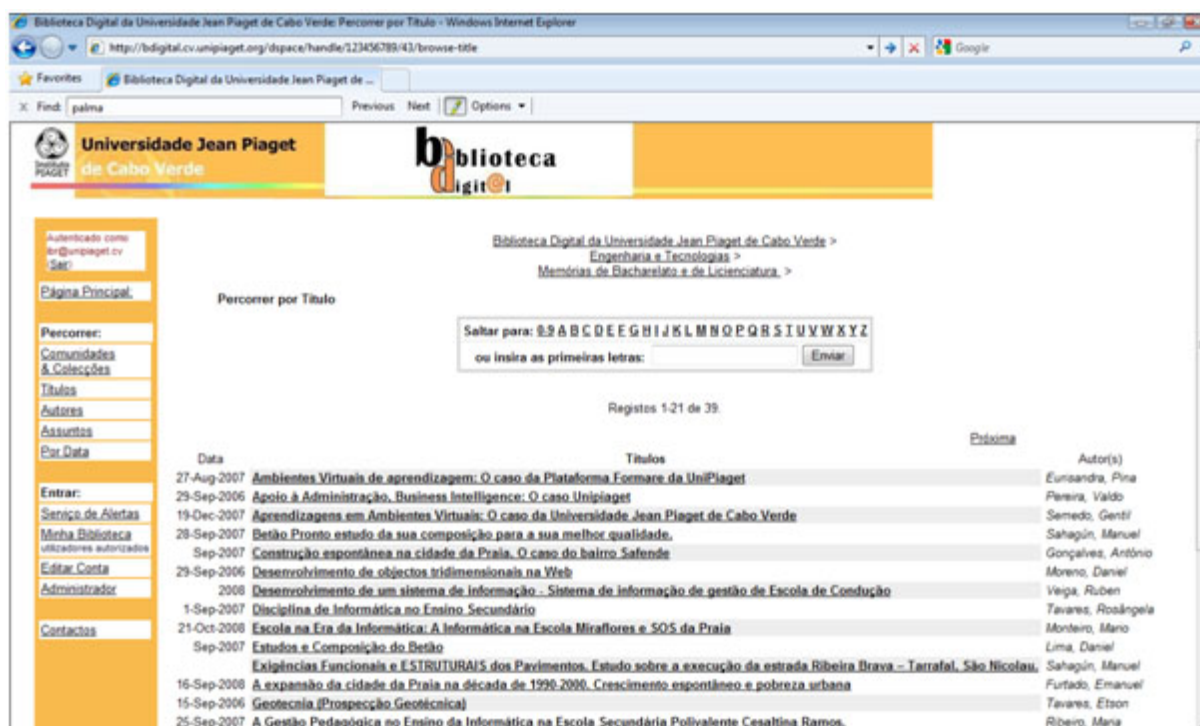 Biblioteca Digital da Universidade Jean Piaget de Cabo Verde: Percorrer por Título - Windows Internet Explorer
http://bdigital.cv.unipiaget.org/dspace/handle/123456789/43/browse-title
Google
Favorites
Biblioteca Digital da Universidade Jean Piaget de ...
X Find: palma Previous Next Options
Universidade Jean Piaget
de Cabo Verde
Instituto PIAGET
biblioteca
digit@l
Autenticado como
ibr@unipiaget.cv
(Sair)
Página Principal
Percorrer:
Comunidades
& Colecções
Títulos
Autores
Assuntos
Por Data
Entrar:
Serviço de Alertas
Minha Biblioteca
utilizadores autorizados
Editar Conta
Administrador
Contactos
Biblioteca Digital da Universidade Jean Piaget de Cabo Verde >
Engenharia e Tecnologias >
Memórias de Bacharelato e de Licienciatura. >
Percorrer por Título
Saltar para: 0-9 A B C D E F G H I J K L M N O P Q R S T U V W X Y Z
ou insira as primeiras letras: Enviar
Registos 1-21 de 39.
Próxima
Data Títulos Autor(s)
27-Aug-2007 Ambientes Virtuais de aprendizagem: O caso da Plataforma Formare da UniPiaget Eunsandra, Pina
29-Sep-2006 Apoio à Administração, Business Intelligence: O caso Unipiaget Pereira, Valdo
19-Dec-2007 Aprendizagens em Ambientes Virtuais: O caso da Universidade Jean Piaget de Cabo Verde Semedo, Gentil
28-Sep-2007 Betão Pronto estudo da sua composição para a sua melhor qualidade. Sahagún, Manuel
Sep-2007 Construção espontânea na cidade da Praia. O caso do bairro Safende Gonçalves, António
29-Sep-2006 Desenvolvimento de objectos tridimensionais na Web Moreno, Daniel
2008 Desenvolvimento de um sistema de informação - Sistema de informação de gestão de Escola de Condução Veiga, Ruben
1-Sep-2007 Disciplina de Informática no Ensino Secundário Tavares, Rosângela
21-Oct-2008 Escola na Era da Informática: A Informática na Escola Miraflores e SOS da Praia Monteiro, Mario
Sep-2007 Estudos e Composição do Betão Lima, Daniel
Exigências Funcionais e ESTRUTURAIS dos Pavimentos. Estudo sobre a execução da estrada Ribeira Brava – Tarrafal, São Nicolau. Sahagún, Manuel
16-Sep-2008 A expansão da cidade da Praia na década de 1990-2000. Crescimento espontâneo e pobreza urbana Furtado, Emanuel
15-Sep-2006 Geotecnia (Prospecção Geotécnica) Tavares, Etson
25-Sep-2007 A Gestão Pedagógica no Ensino da Informática na Escola Secundária Polivalente Cesaltina Ramos. Ribeiro, Maria